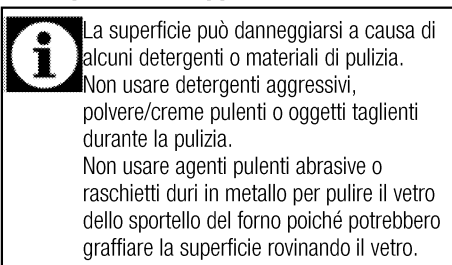 La superficie può danneggiarsi a causa di
alcuni detergenti o materiali di pulizia.
Non usare detergenti aggressivi,
polvere/creme pulenti o oggetti taglienti
durante la pulizia.
Non usare agenti pulenti abrasive o
raschietti duri in metallo per pulire il vetro
dello sportello del forno poiché potrebbero
graffiare la superficie rovinando il vetro.